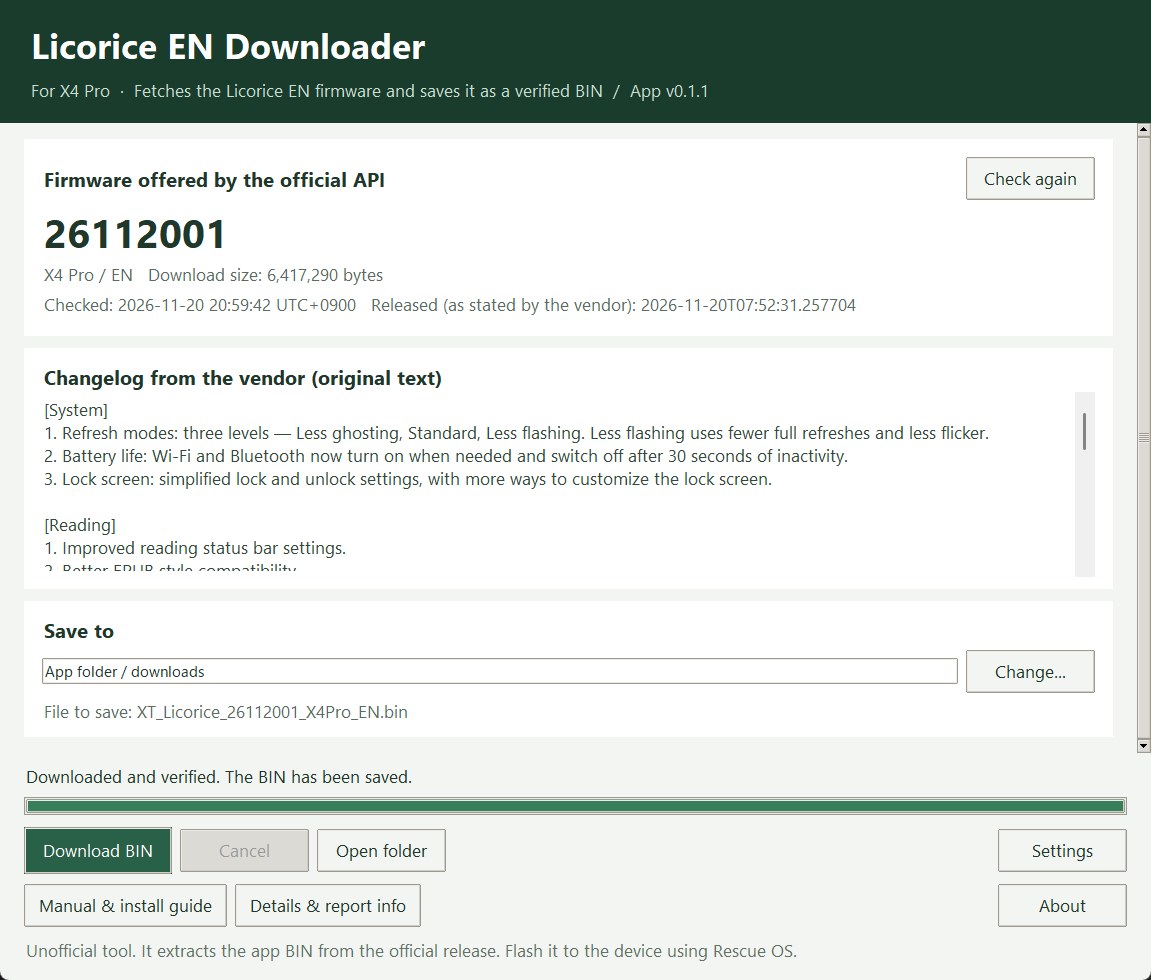 Licorice EN Downloader
For X4 Pro · Fetches the Licorice EN firmware and saves it as a verified BIN / App v0.1.1
Firmware offered by the official API
Check again
26112001
X4 Pro / EN Download size: 6,417,290 bytes
Checked: 2026-11-20 20:59:42 UTC+0900 Released (as stated by the vendor): 2026-11-20T07:52:31.257704
Changelog from the vendor (original text)
[System]
1. Refresh modes: three levels — Less ghosting, Standard, Less flashing. Less flashing uses fewer full refreshes and less flicker.
2. Battery life: Wi-Fi and Bluetooth now turn on when needed and switch off after 30 seconds of inactivity.
3. Lock screen: simplified lock and unlock settings, with more ways to customize the lock screen.
[Reading]
1. Improved reading status bar settings.
2. Better EPUB style compatibility.
Save to
App folder / downloads
Change...
File to save: XT_Licorice_26112001_X4Pro_EN.bin
Downloaded and verified. The BIN has been saved.
Download BIN
Cancel
Open folder
Settings
Manual & install guide
Details & report info
About
Unofficial tool. It extracts the app BIN from the official release. Flash it to the device using Rescue OS.